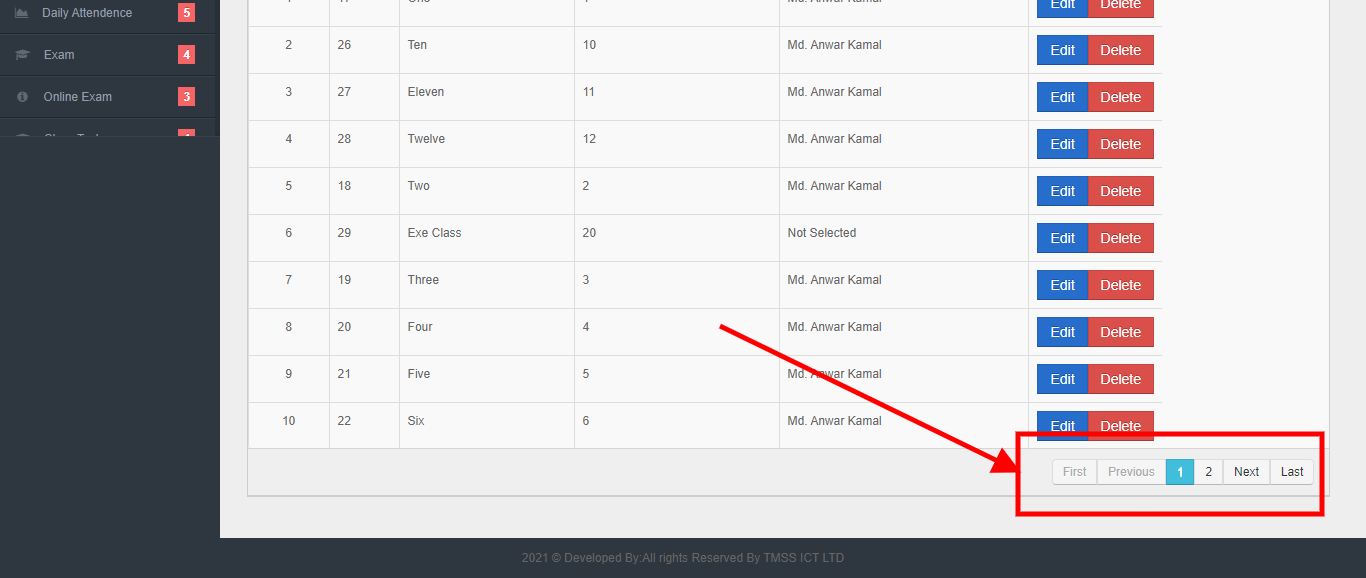 Daily Attendence 5
Exam 4
Online Exam 3
Md. Anwar Kamal Edit Delete
2 26 Ten 10 Md. Anwar Kamal Edit Delete
3 27 Eleven 11 Md. Anwar Kamal Edit Delete
4 28 Twelve 12 Md. Anwar Kamal Edit Delete
5 18 Two 2 Md. Anwar Kamal Edit Delete
6 29 Exe Class 20 Not Selected Edit Delete
7 19 Three 3 Md. Anwar Kamal Edit Delete
8 20 Four 4 Md. Anwar Kamal Edit Delete
9 21 Five 5 Md. Anwar Kamal Edit Delete
10 22 Six 6 Md. Anwar Kamal Edit Delete
First Previous 1 2 Next Last
2021 © Developed By:All rights Reserved By TMSS ICT LTD